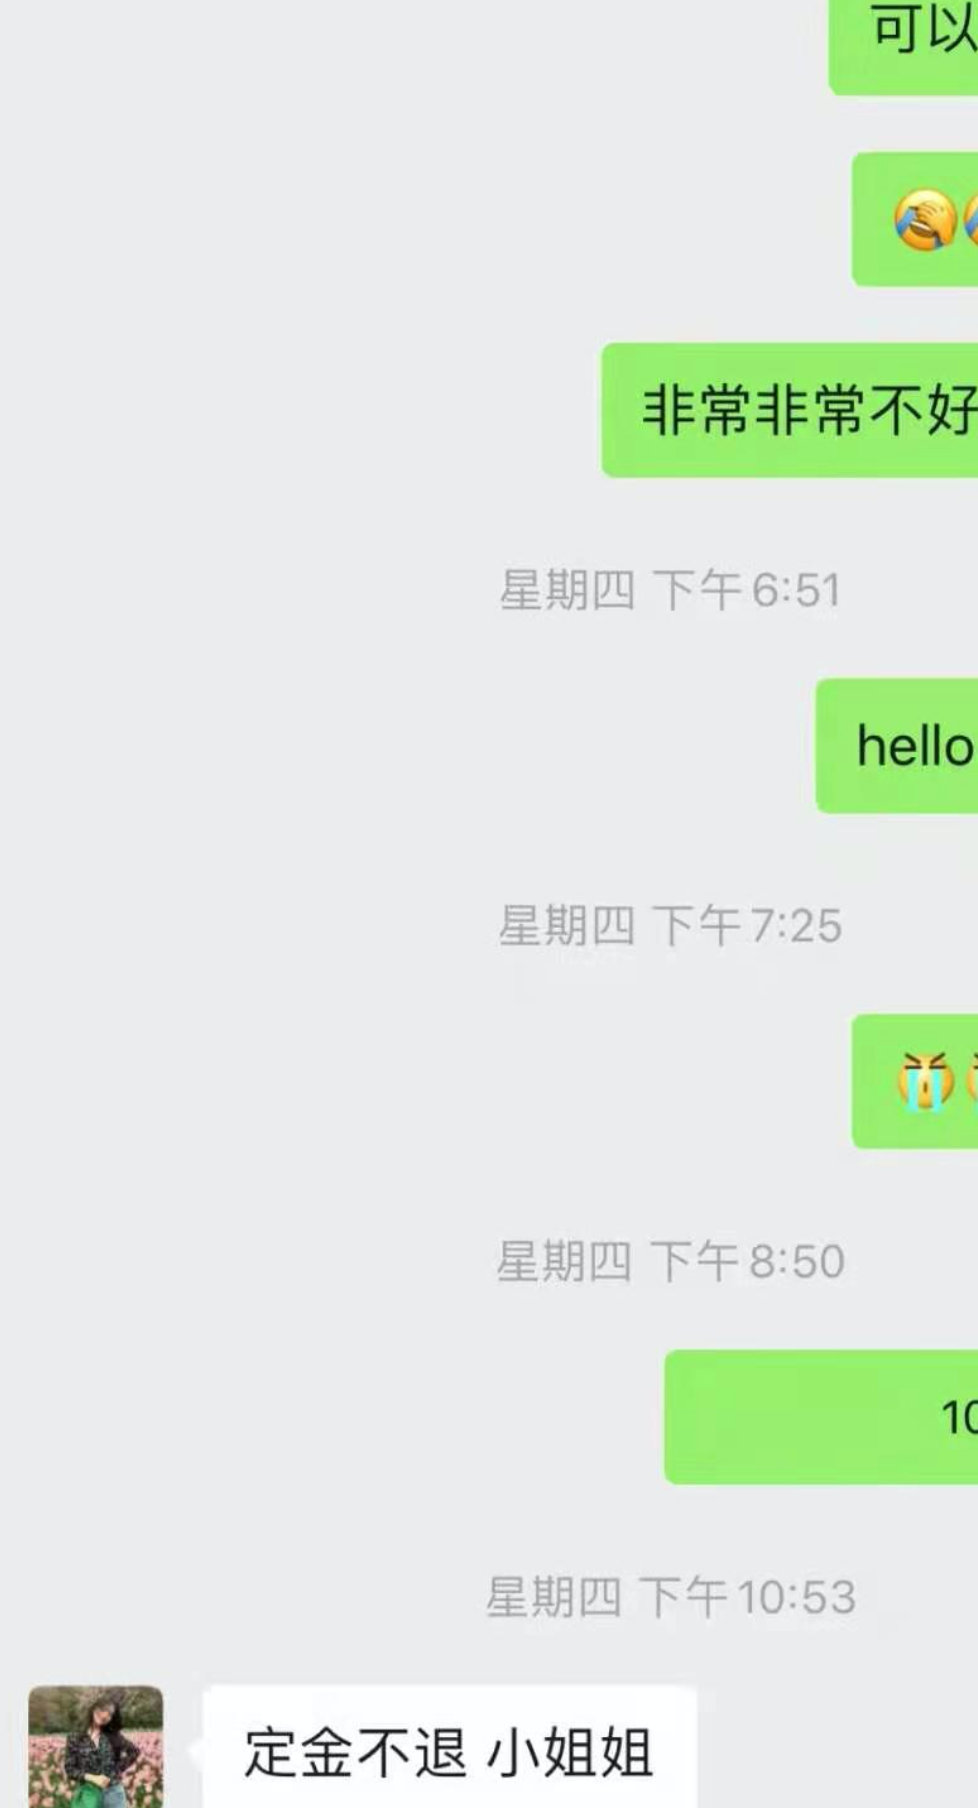 可以
非常非常不好
星期四 下午 6:51
hello
星期四 下午 7:25
星期四 下午 8:50
10
星期四 下午 10:53
定金不退 小姐姐